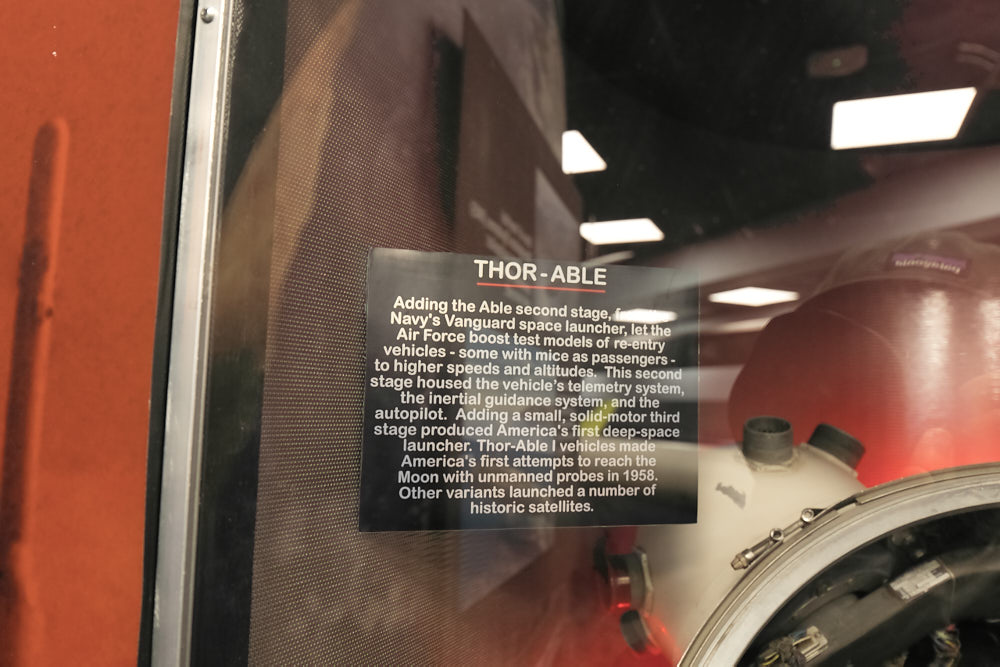 THOR-ABLE
Adding the Able second stage,
Navy's Vanguard space launcher, let the
Air Force boost test models of re-entry
vehicles - some with mice as passengers -
to higher speeds and altitudes. This second
stage housed the vehicle's telemetry system,
the inertial guidance system, and the
autopilot. Adding a small, solid-motor third
stage produced America's first deep-space
launcher. Thor-Able I vehicles made
America's first attempts to reach the
Moon with unmanned probes in 1958.
Other variants launched a number of
historic satellites.